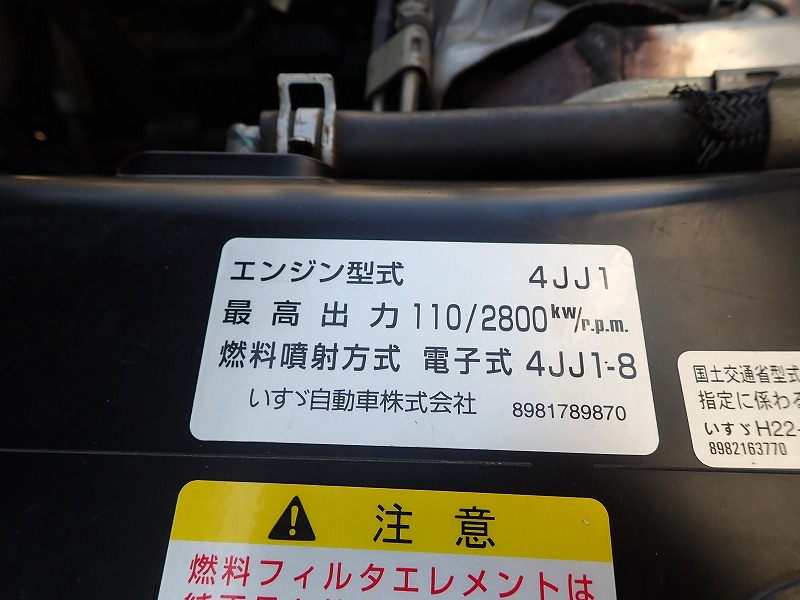 エンジン型式 4JJ1
最高出力 110/2800kw/r.p.m.
燃料噴射方式 電子式 4JJ1-8
いすゞ自動車株式会社 8981789870
国土交通省型式
指定に係わる
いすゞH22-
8982163770
注意
燃料フィルタエレメントは